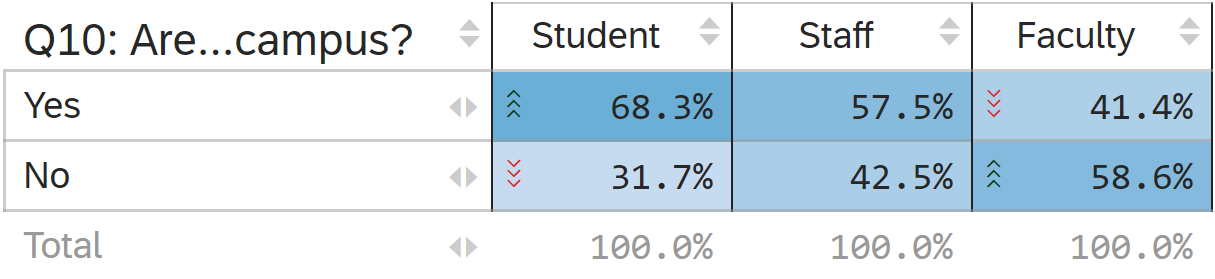 Q10: Are...campus? Student Staff Faculty
Yes 68.3% 57.5% 41.4%
No 31.7% 42.5% 58.6%
Total 100.0% 100.0% 100.0%